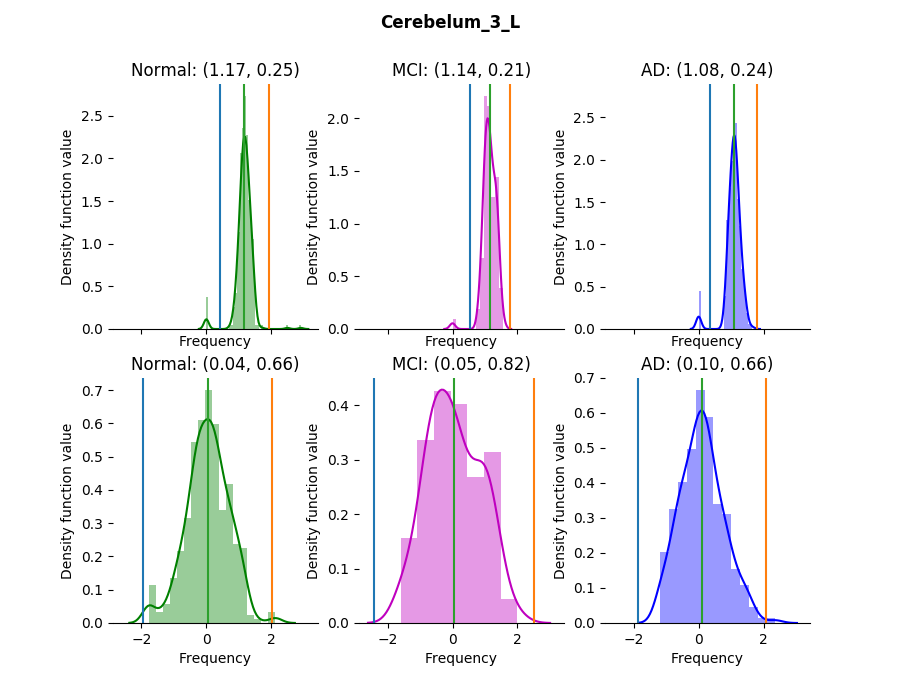 Cerebelum_3_L
Normal: (1.17, 0.25)
MCI: (1.14, 0.21)
AD: (1.08, 0.24)
Density function value
2.5
2.0
1.5
1.0
0.5
0.0
Frequency
Density function value
2.0
1.5
1.0
0.5
0.0
Frequency
Density function value
2.5
2.0
1.5
1.0
0.5
0.0
Frequency
Normal: (0.04, 0.66)
MCI: (0.05, 0.82)
AD: (0.10, 0.66)
Density function value
0.7
0.6
0.5
0.4
0.3
0.2
0.1
0.0
−2 0 2
Frequency
Density function value
0.4
0.3
0.2
0.1
0.0
−2 0 2
Frequency
Density function value
0.7
0.6
0.5
0.4
0.3
0.2
0.1
0.0
−2 0 2
Frequency